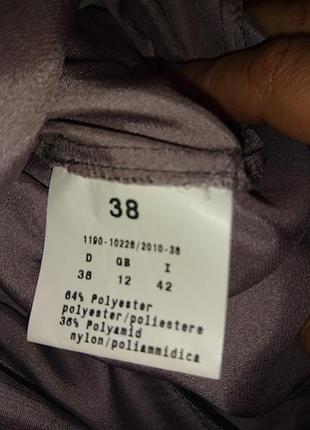 38
1190-10228/2010-38
D GB I
38 12 42
64% Polyester
polyester/poliestere
36% Polyamid
nylon/poliammidica